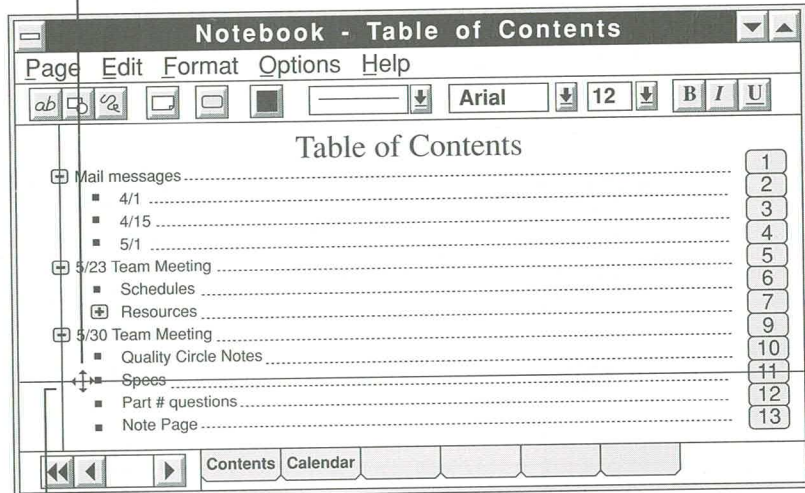 Notebook - Table of Contents
Page Edit Format Options Help
ab Arial 12 B I U
Table of Contents
Mail messages 1
4/1 2
4/15 3
5/1 4
5/23 Team Meeting 5
Schedules 6
Resources 7
5/30 Team Meeting 9
Quality Circle Notes 10
Specs 11
Part # questions 12
Note Page 13
Contents Calendar